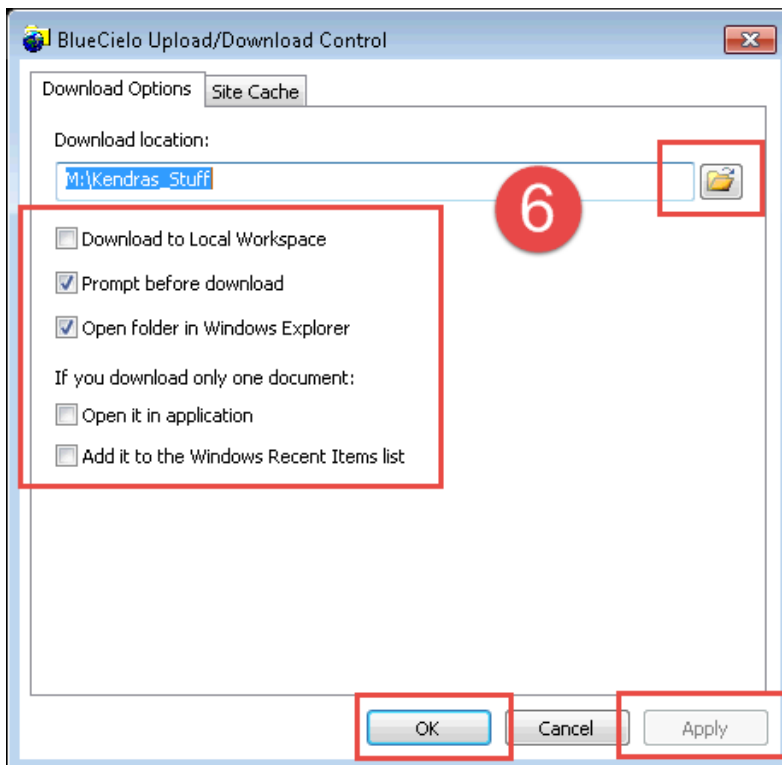 BlueCielo Upload/Download Control
Download Options Site Cache
Download location:
M:\Kendras_Stuff
6
Download to Local Workspace
Prompt before download
Open folder in Windows Explorer
If you download only one document:
Open it in application
Add it to the Windows Recent Items list
OK Cancel Apply